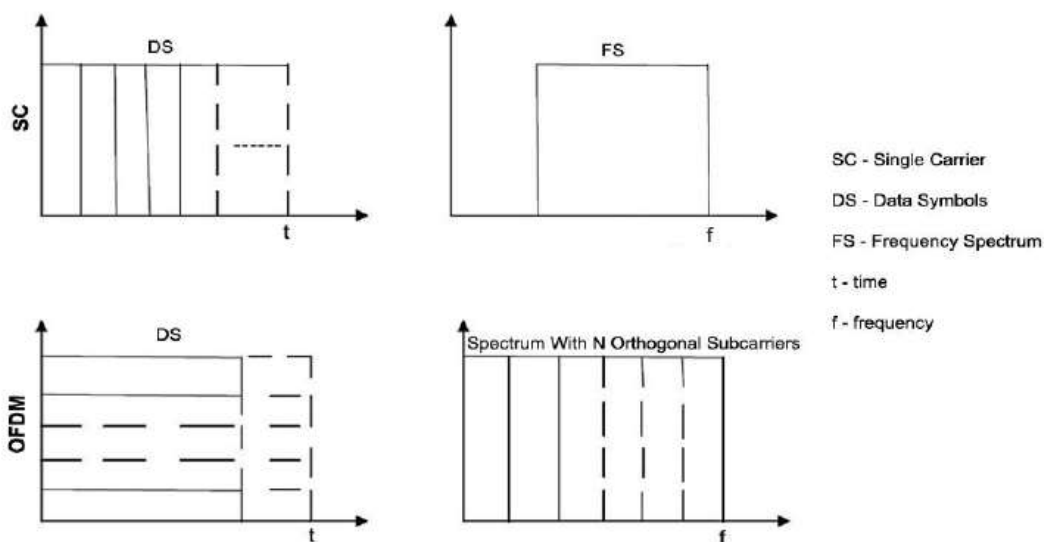 DS
SC
t
FS
f
SC - Single Carrier
DS - Data Symbols
FS - Frequency Spectrum
t - time
f - frequency
DS
OFDM
t
Spectrum With N Orthogonal Subcarriers
f